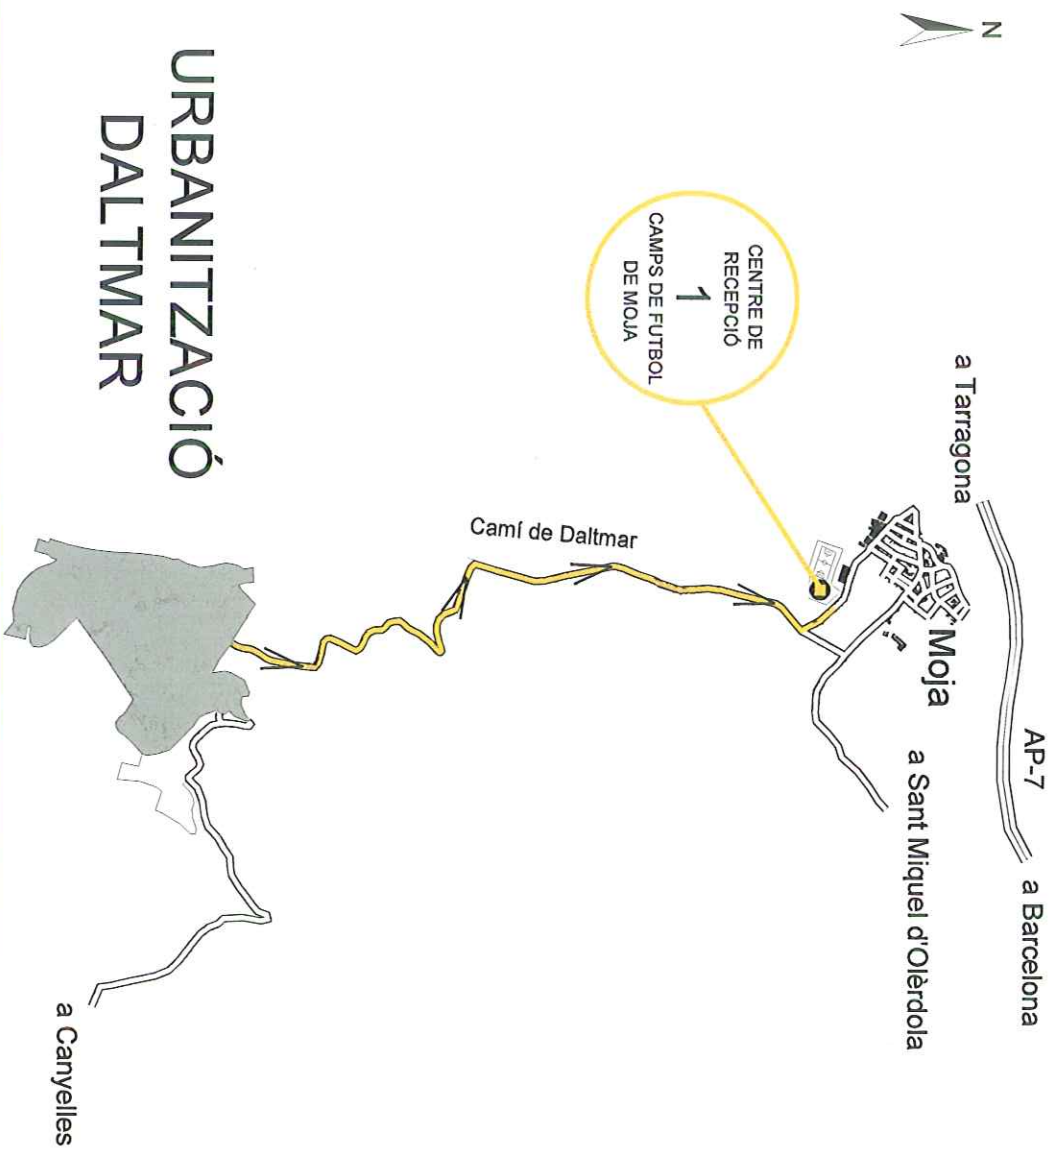 N
URBANITZACIÓ
DALTMAR
CENTRE DE
RECEPCIÓ
1
CAMPS DE FUTBOL
DE MOJA
a Tarragona
AP-7
a Barcelona
Moja
a Sant Miquel d'Olèrdola
Camí de Daltmar
a Canyelles